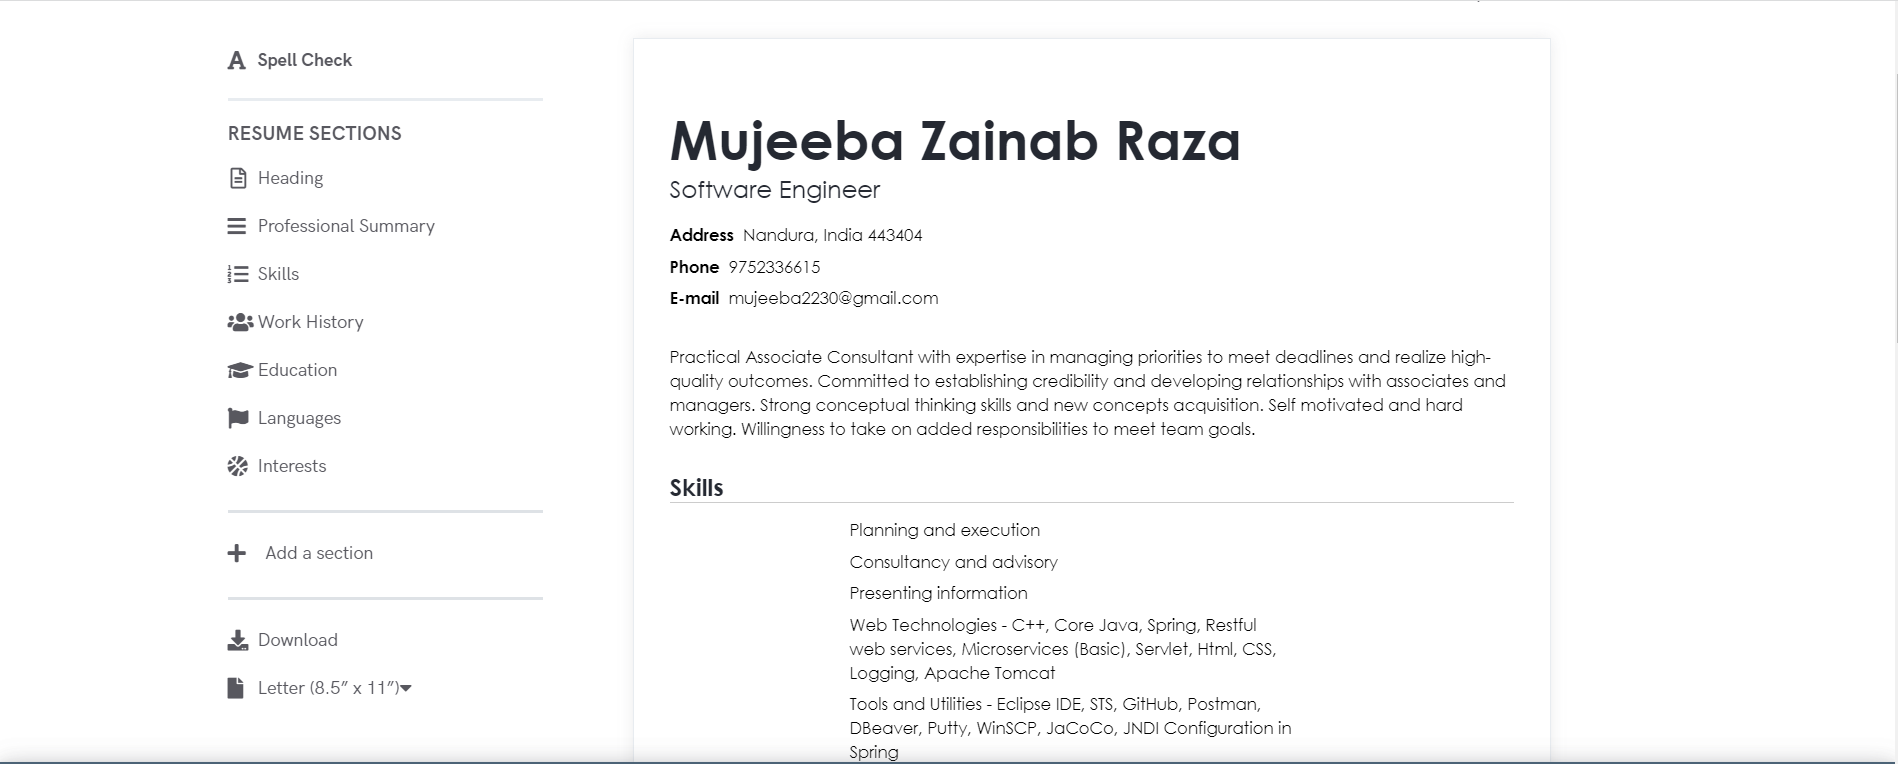 Spell Check
RESUME SECTIONS
Heading
Professional Summary
Skills
Work History
Education
Languages
Interests
Add a section
Download
Letter (8.5″ x 11″)
Mujeeba Zainab Raza
Software Engineer
Address Nandura, India 443404
Phone 9752336615
E-mail mujeeba2230@gmail.com
Practical Associate Consultant with expertise in managing priorities to meet deadlines and realize high-
quality outcomes. Committed to establishing credibility and developing relationships with associates and
managers. Strong conceptual thinking skills and new concepts acquisition. Self motivated and hard
working. Willingness to take on added responsibilities to meet team goals.
Skills
Planning and execution
Consultancy and advisory
Presenting information
Web Technologies - C++, Core Java, Spring, Restful
web services, Microservices (Basic), Servlet, Html, CSS,
Logging, Apache Tomcat
Tools and Utilities - Eclipse IDE, STS, GitHub, Postman,
DBeaver, Putty, WinSCP, JaCoCo, JNDI Configuration in
Spring